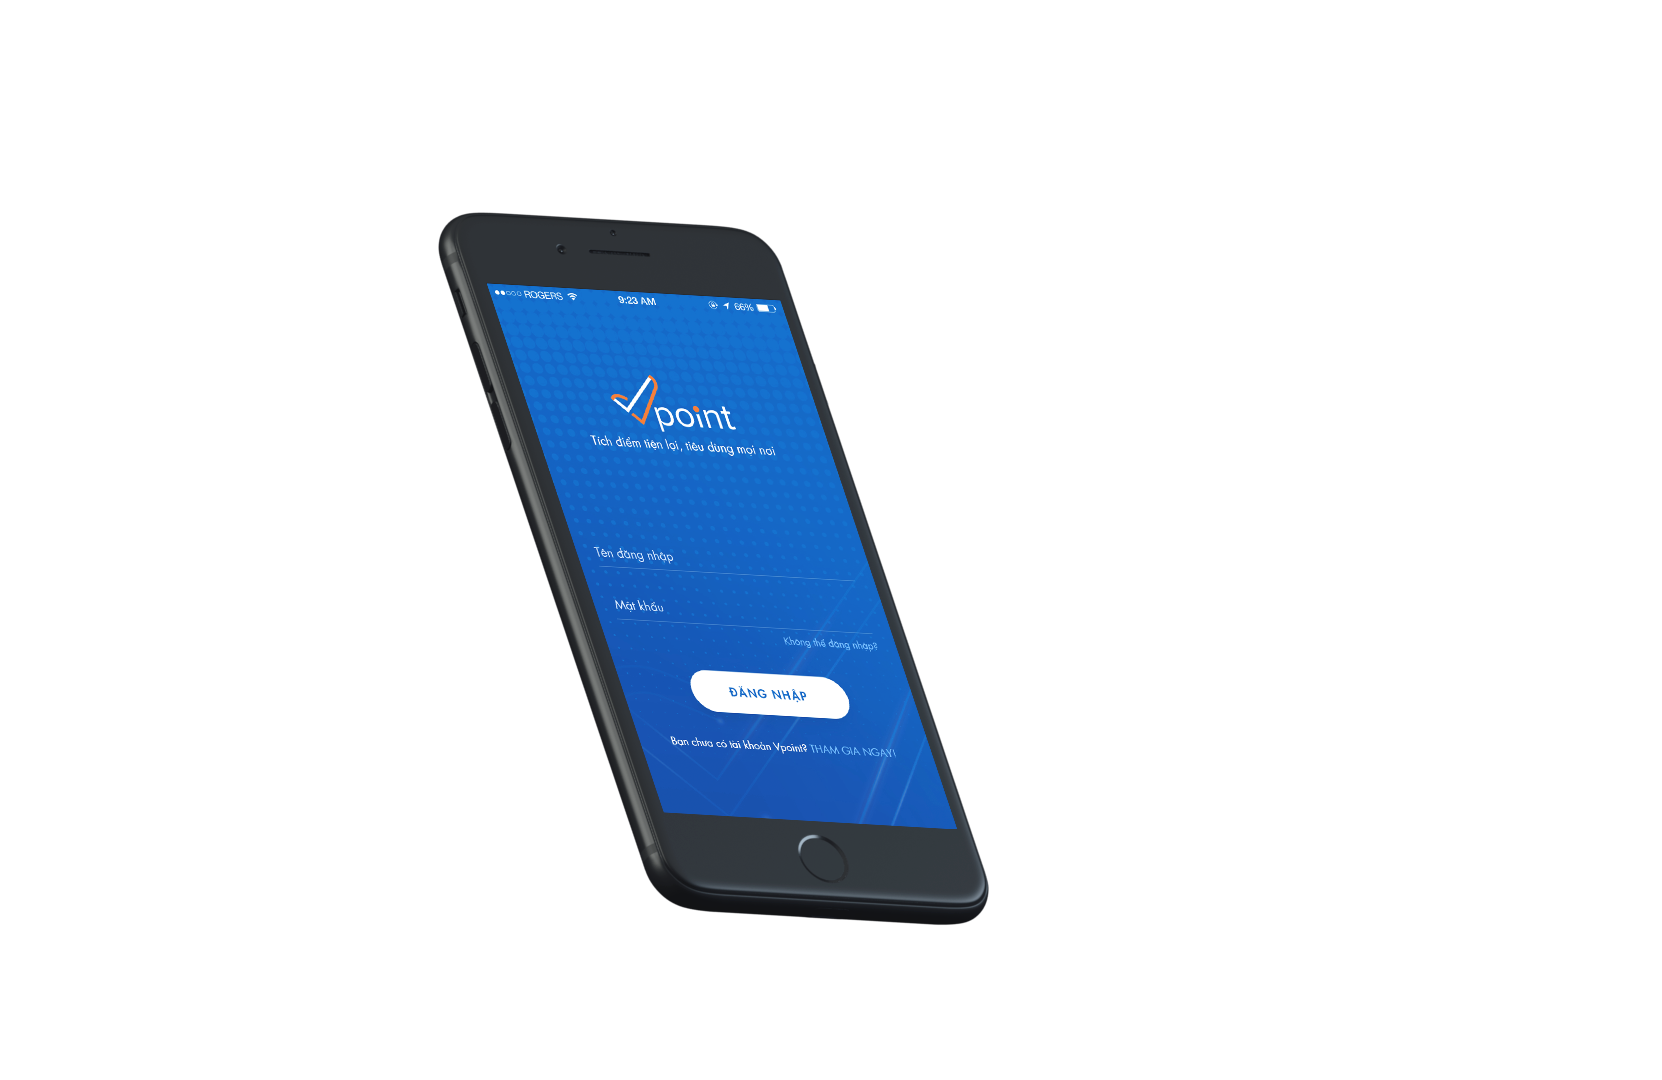 ROGERS 9:23 AM 66%
Vpoint
Tích điểm tiện lợi, tiêu dùng mọi nơi
Tên đăng nhập
Mật khẩu
Không thể đăng nhập?
ĐĂNG NHẬP
Bạn chưa có tài khoản Vpoint? THAM GIA NGAY!